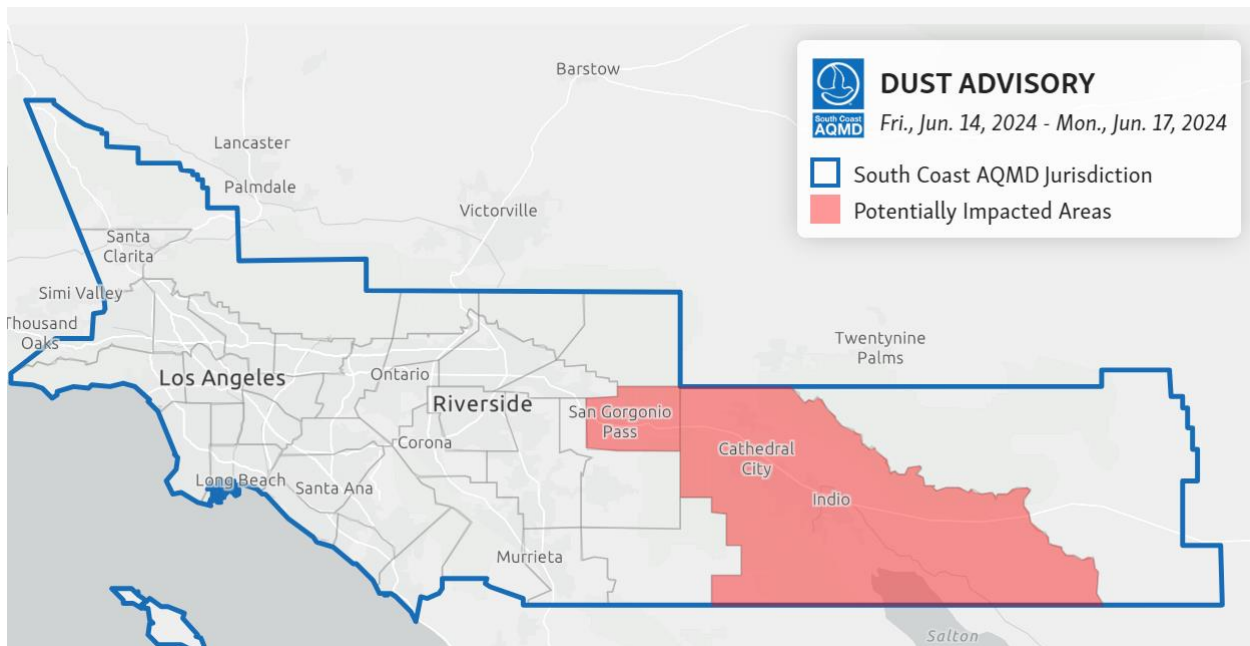 Barstow
DUST ADVISORY
South Coast
AQMD
Fri., Jun. 14, 2024 - Mon., Jun. 17, 2024
South Coast AQMD Jurisdiction
Potentially Impacted Areas
Lancaster
Palmdale
Victorville
Santa
Clarita
Simi Valley
Thousand
Oaks
Twentynine
Palms
Los Angeles
Ontario
Riverside
San Gorgonio
Pass
Corona
Cathedral
City
Long Beach
Santa Ana
Indio
Murrieta
Salton